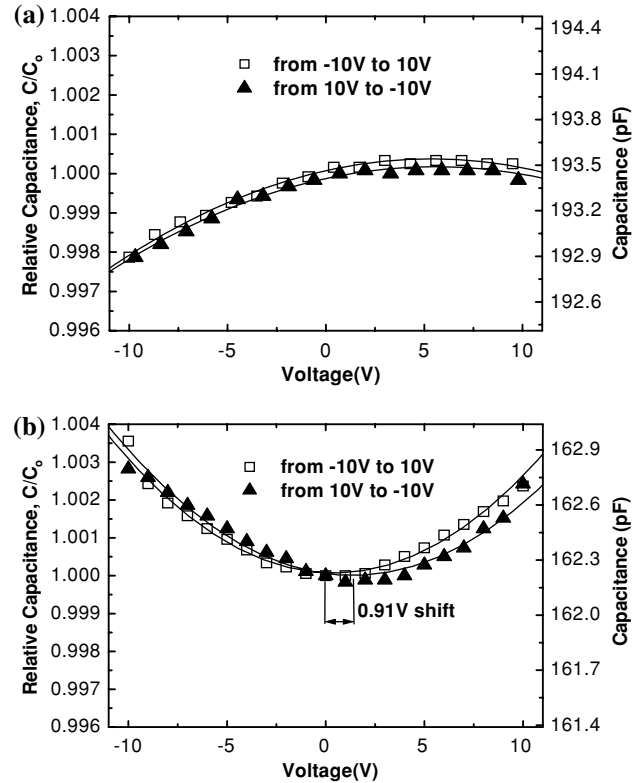 (a)
1.004
1.003
1.002
1.001
1.000
0.999
0.998
0.997
0.996
Relative Capacitance, C/Co
from -10V to 10V
from 10V to -10V
194.4
194.1
193.8
193.5
193.2
192.9
192.6
Capacitance (pF)
-10 -5 0 5 10
Voltage(V)
(b)
1.004
1.003
1.002
1.001
1.000
0.999
0.998
0.997
0.996
Relative Capacitance, C/Co
from -10V to 10V
from 10V to -10V
0.91V shift
162.9
162.6
162.3
162.0
161.7
161.4
Capacitance (pF)
-10 -5 0 5 10
Voltage(V)